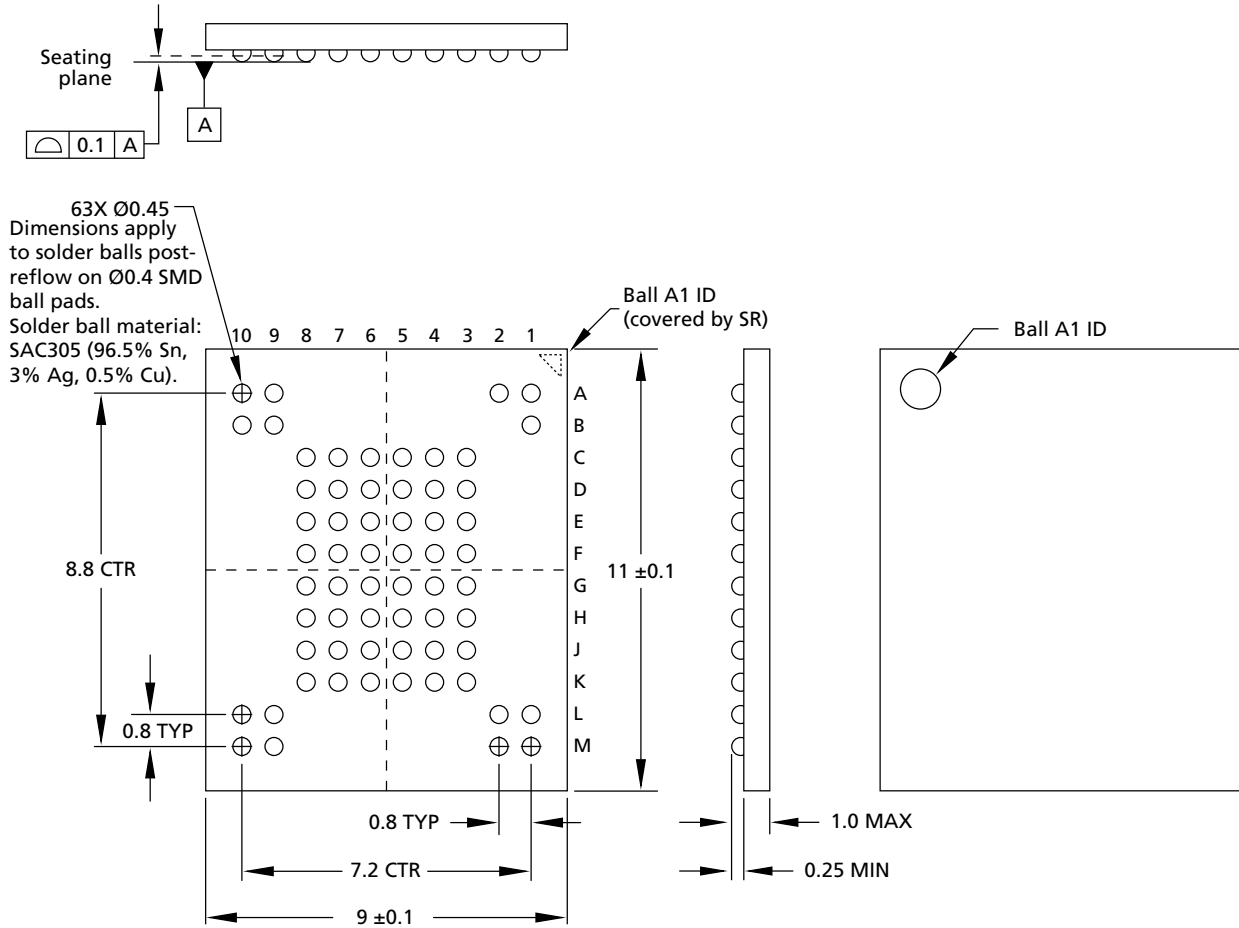 Seating
plane
A
0.1 A
63X Ø0.45
Dimensions apply
to solder balls post-
reflow on Ø0.4 SMD
ball pads.
Solder ball material:
SAC305 (96.5% Sn,
3% Ag, 0.5% Cu).
Ball A1 ID
(covered by SR)
Ball A1 ID
10 9 8 7 6 5 4 3 2 1
A
B
C
D
E
F
G
H
J
K
L
M
8.8 CTR
11 ±0.1
0.8 TYP
0.8 TYP
1.0 MAX
7.2 CTR
0.25 MIN
9 ±0.1